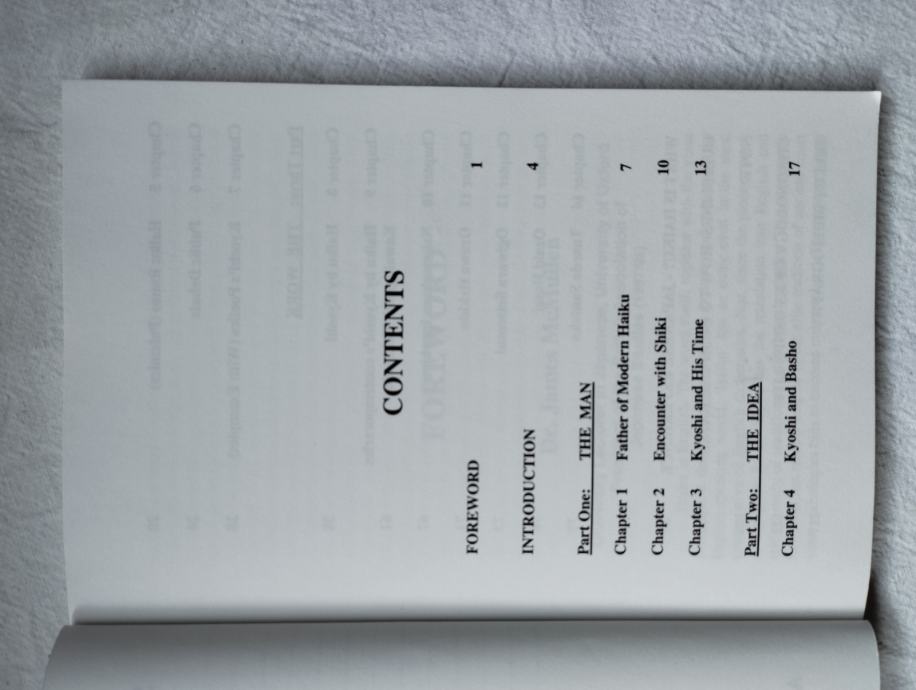 CONTENTS
FOREWORD 1
INTRODUCTION 4
Part One: THE MAN
Chapter 1 Father of Modern Haiku 7
Chapter 2 Encounter with Shiki 10
Chapter 3 Kyoshi and His Time 13
Part Two: THE IDEA
Chapter 4 Kyoshi and Basho 17